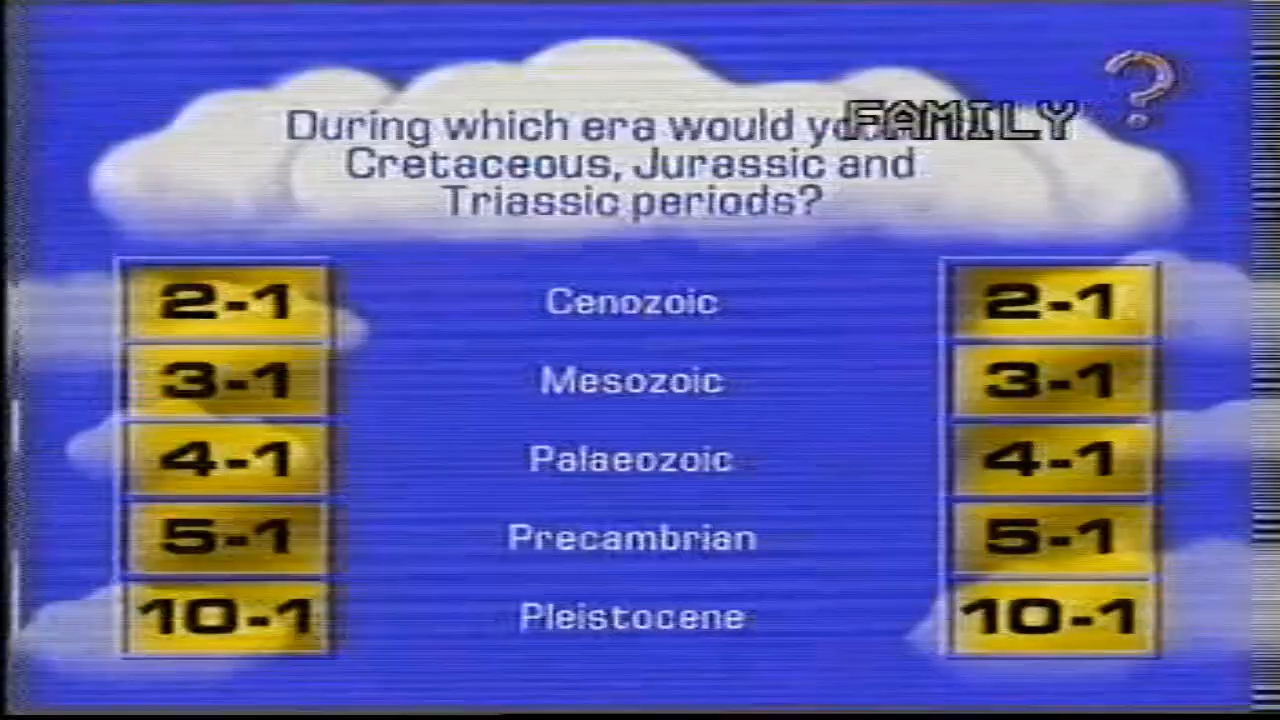 During which era would
FAMILY
?
Cretaceous, Jurassic and
Triassic periods?
2-1 Cenozoic 2-1
3-1 Mesozoic 3-1
4-1 Palaeozoic 4-1
5-1 Precambrian 5-1
10-1 Pleistocene 10-1